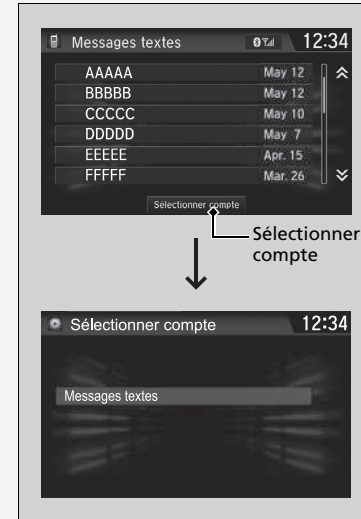 Messages textes 12:34
AAAAA May 12
BBBBB May 12
CCCCC May 10
DDDDD May 7
EEEEE Apr. 15
FFFFF Mar. 26
Sélectionner compte
Sélectionner
compte
Sélectionner compte 12:34
Messages textes